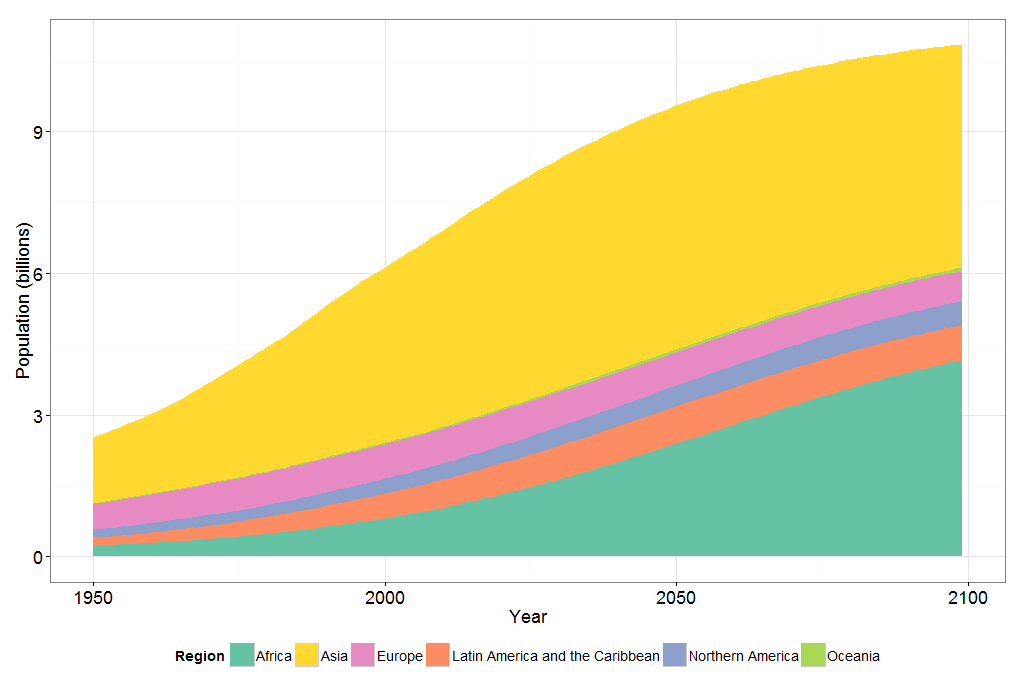 Population (billions)
9
6
3
0
1950 2000 2050 2100
Year
Region Africa Asia Europe Latin America and the Caribbean Northern America Oceania